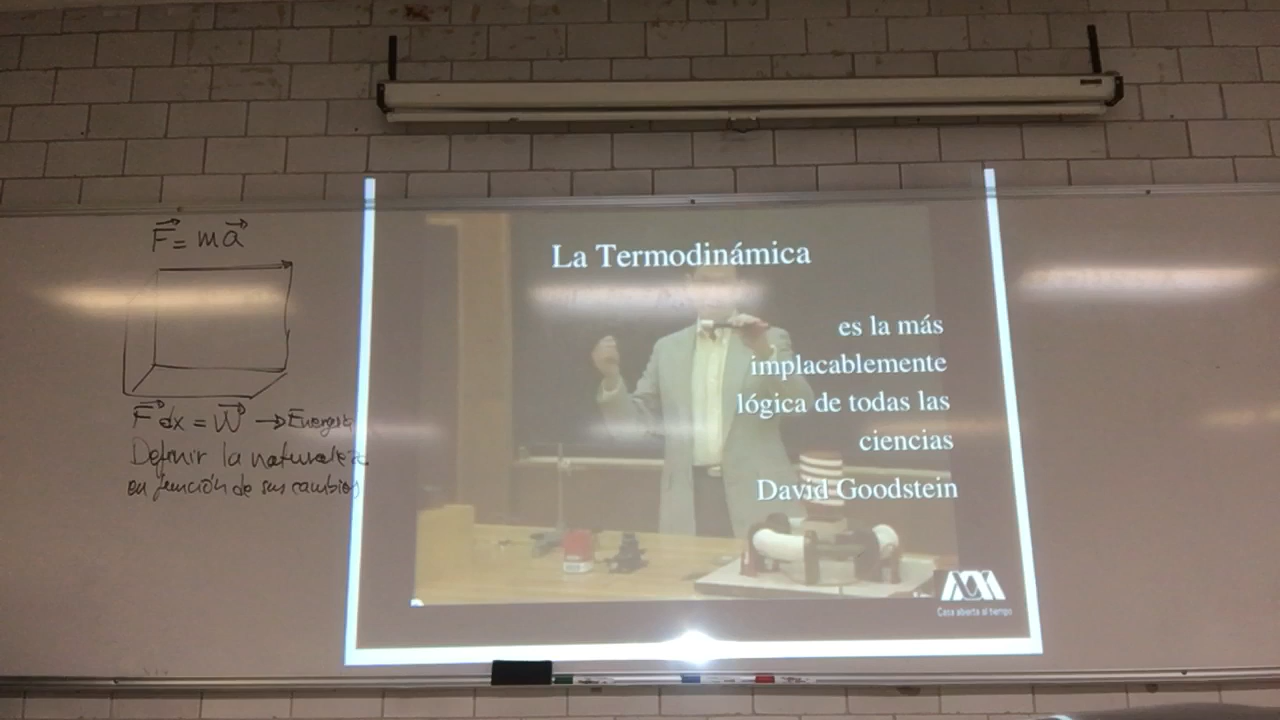 F⃗ = ma⃗
F⃗dx = W⃗ → Energía
Definir la naturaleza
en función de sus cambios
La Termodinámica
es la más
implacablemente
lógica de todas las
ciencias
David Goodstein
Casa abierta al tiempo